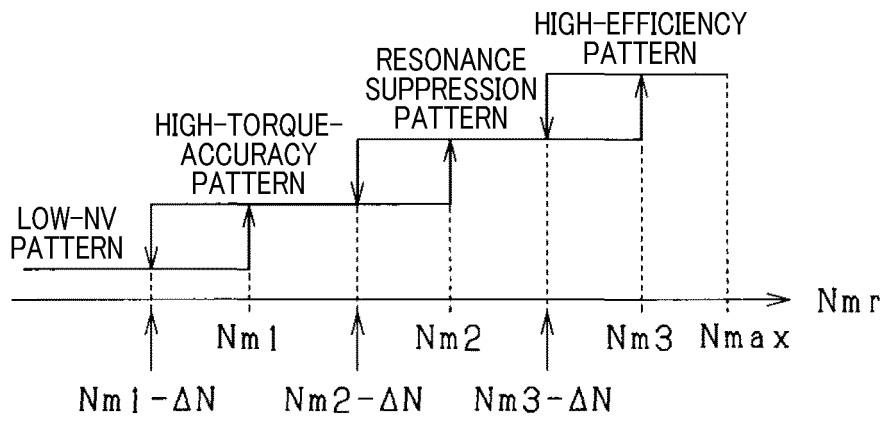 HIGH-EFFICIENCY
PATTERN
RESONANCE
SUPPRESSION
PATTERN
HIGH-TORQUE-
ACCURACY
PATTERN
LOW-NV
PATTERN
Nmr
Nm1
Nm2
Nm3
Nmax
Nm1-ΔN
Nm2-ΔN
Nm3-ΔN